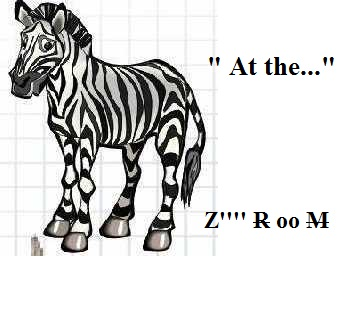 " At the..."
Z"" R oo M